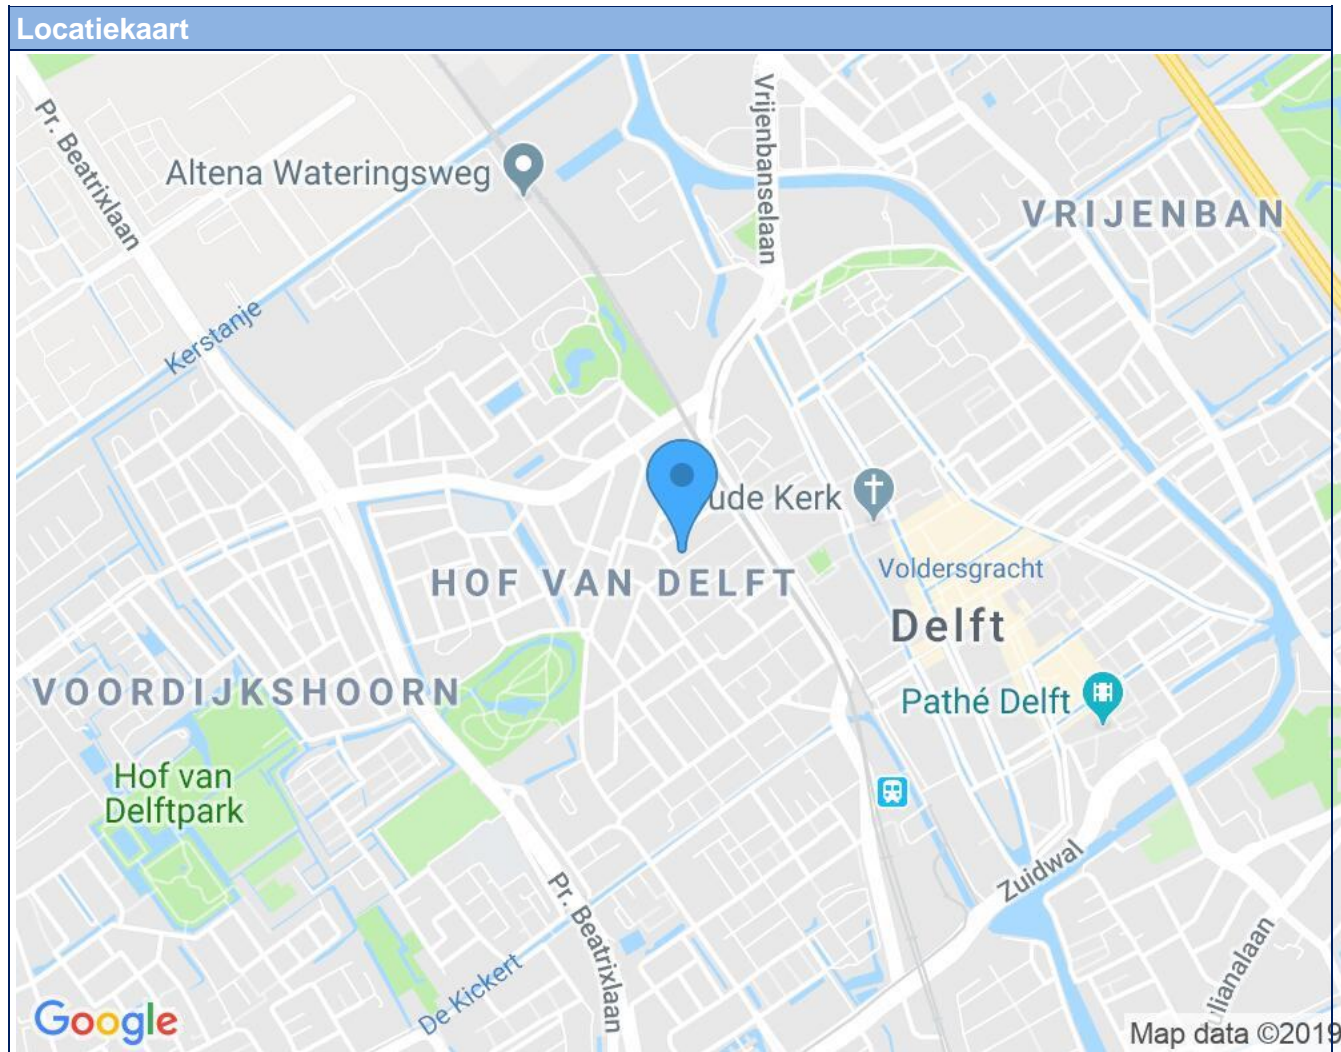 Locatiekaart
Pr. Beatrixlaan
Vrijenbanselaan
Altena Wateringsweg
VRIJENBAN
Kerstanje
ude Kerk
Voldersgracht
HOF VAN DELFT
Delft
VOORDIJKSHOORN
Pathé Delft
Hof van
Delftpark
Zuidwal
Pr. Beatrixlaan
De Kickert
ulianalaan
Google
Map data ©2019